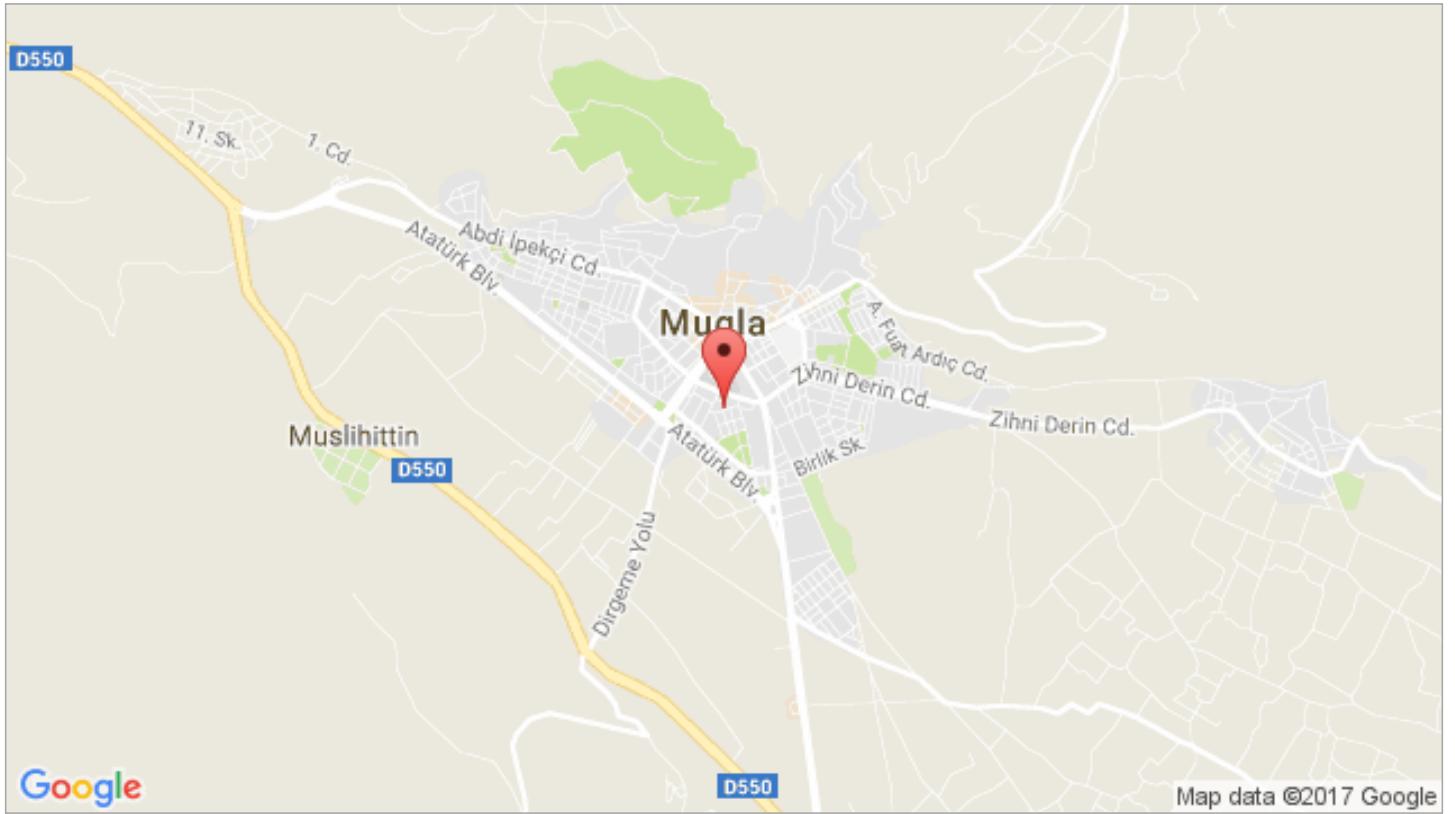 D550
11. Sk.
1. Cd.
Abdi İpekçi Cd.
Atatürk Blv.
Mugla
A. Fuat Ardıç Cd.
Zihni Derin Cd.
Zihni Derin Cd.
Muslihittin
D550
Atatürk Blv.
Birlik Sk.
Dirgeme Yolu
D550
Google
Map data ©2017 Google